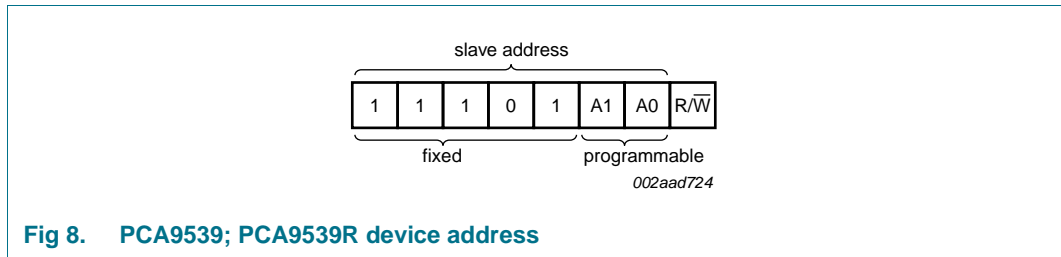 slave address
1 1 1 0 1 A1 A0 R/W̅
fixed programmable
002aad724
Fig 8. PCA9539; PCA9539R device address